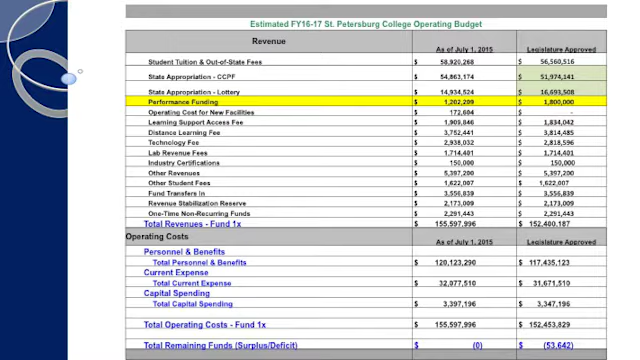 Estimated FY16-17 St. Petersburg College Operating Budget
Revenue As of July 1, 2015 Legislature Approved
Student Tuition & Out-of-State Fees $ 58,920,268 $ 56,560,516
State Appropriation - CCPF $ 54,863,174 $ 51,974,141
State Appropriation - Lottery $ 14,934,524 $ 16,693,508
Performance Funding $ 1,202,209 $ 1,800,000
Operating Cost for New Facilities $ 172,604 $ -
Learning Support Access Fee $ 1,909,846 $ 1,834,042
Distance Learning Fee $ 3,752,441 $ 3,814,485
Technology Fee $ 2,938,032 $ 2,818,596
Lab Revenue Fees $ 1,714,401 $ 1,714,401
Industry Certifications $ 150,000 $ 150,000
Other Revenues $ 5,397,200 $ 5,397,200
Other Student Fees $ 1,622,007 $ 1,622,007
Fund Transfers In $ 3,556,839 $ 3,556,839
Revenue Stabilization Reserve $ 2,173,009 $ 2,173,009
One-Time Non-Recurring Funds $ 2,291,443 $ 2,291,443
Total Revenues - Fund 1x $ 155,597,996 $ 152,400,187
Operating Costs As of July 1, 2015 Legislature Approved
Personnel & Benefits
Total Personnel & Benefits $ 120,123,290 $ 117,435,123
Current Expense
Total Current Expense $ 32,077,510 $ 31,671,510
Capital Spending
Total Capital Spending $ 3,397,196 $ 3,347,196
Total Operating Costs - Fund 1x $ 155,597,996 $ 152,453,829
Total Remaining Funds (Surplus/Deficit) $ (0) $ (53,642)